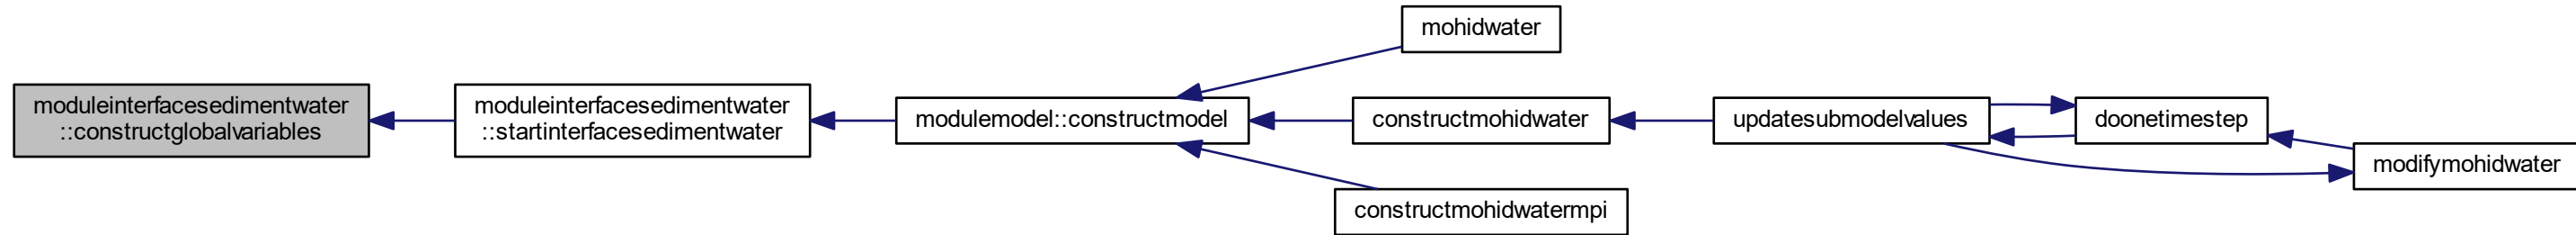 mohidwater
moduleinterfacesedimentwater
::constructglobalvariables
moduleinterfacesedimentwater
::startinterfacesedimentwater
modulemodel::constructmodel
constructmohidwater
updatesubmodelvalues
doonetimestep
modifymohidwater
constructmohidwatermpi